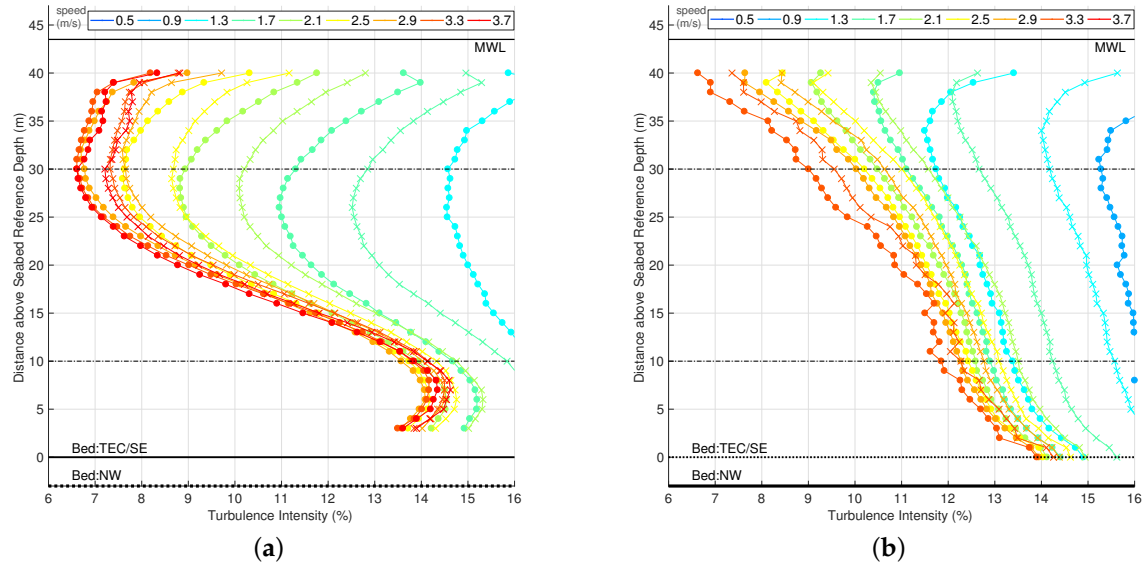 speed
(m/s)
0.5 0.9 1.3 1.7 2.1 2.5 2.9 3.3 3.7
MWL
45
40
35
30
25
20
15
10
5
0
Distance above Seabed Reference Depth (m)
Bed:TEC/SE
Bed:NW
6 7 8 9 10 11 12 13 14 15 16
Turbulence Intensity (%)
(a)
speed
(m/s)
0.5 0.9 1.3 1.7 2.1 2.5 2.9 3.3 3.7
MWL
45
40
35
30
25
20
15
10
5
0
Distance above Seabed Reference Depth (m)
Bed:TEC/SE
Bed:NW
6 7 8 9 10 11 12 13 14 15 16
Turbulence Intensity (%)
(b)